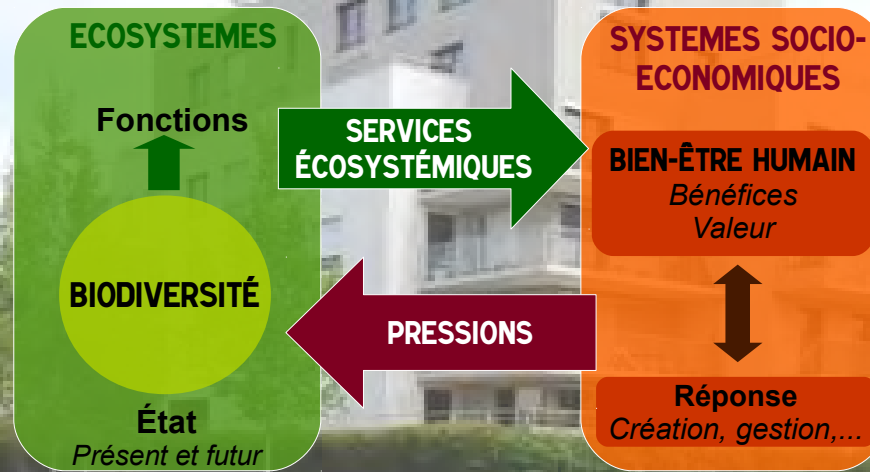 ECOSYSTEMES
Fonctions
BIODIVERSITÉ
État
Présent et futur
SERVICES
ÉCOSYSTÉMIQUES
PRESSIONS
SYSTEMES SOCIO-
ECONOMIQUES
BIEN-ÊTRE HUMAIN
Bénéfices
Valeur
Réponse
Création, gestion,...